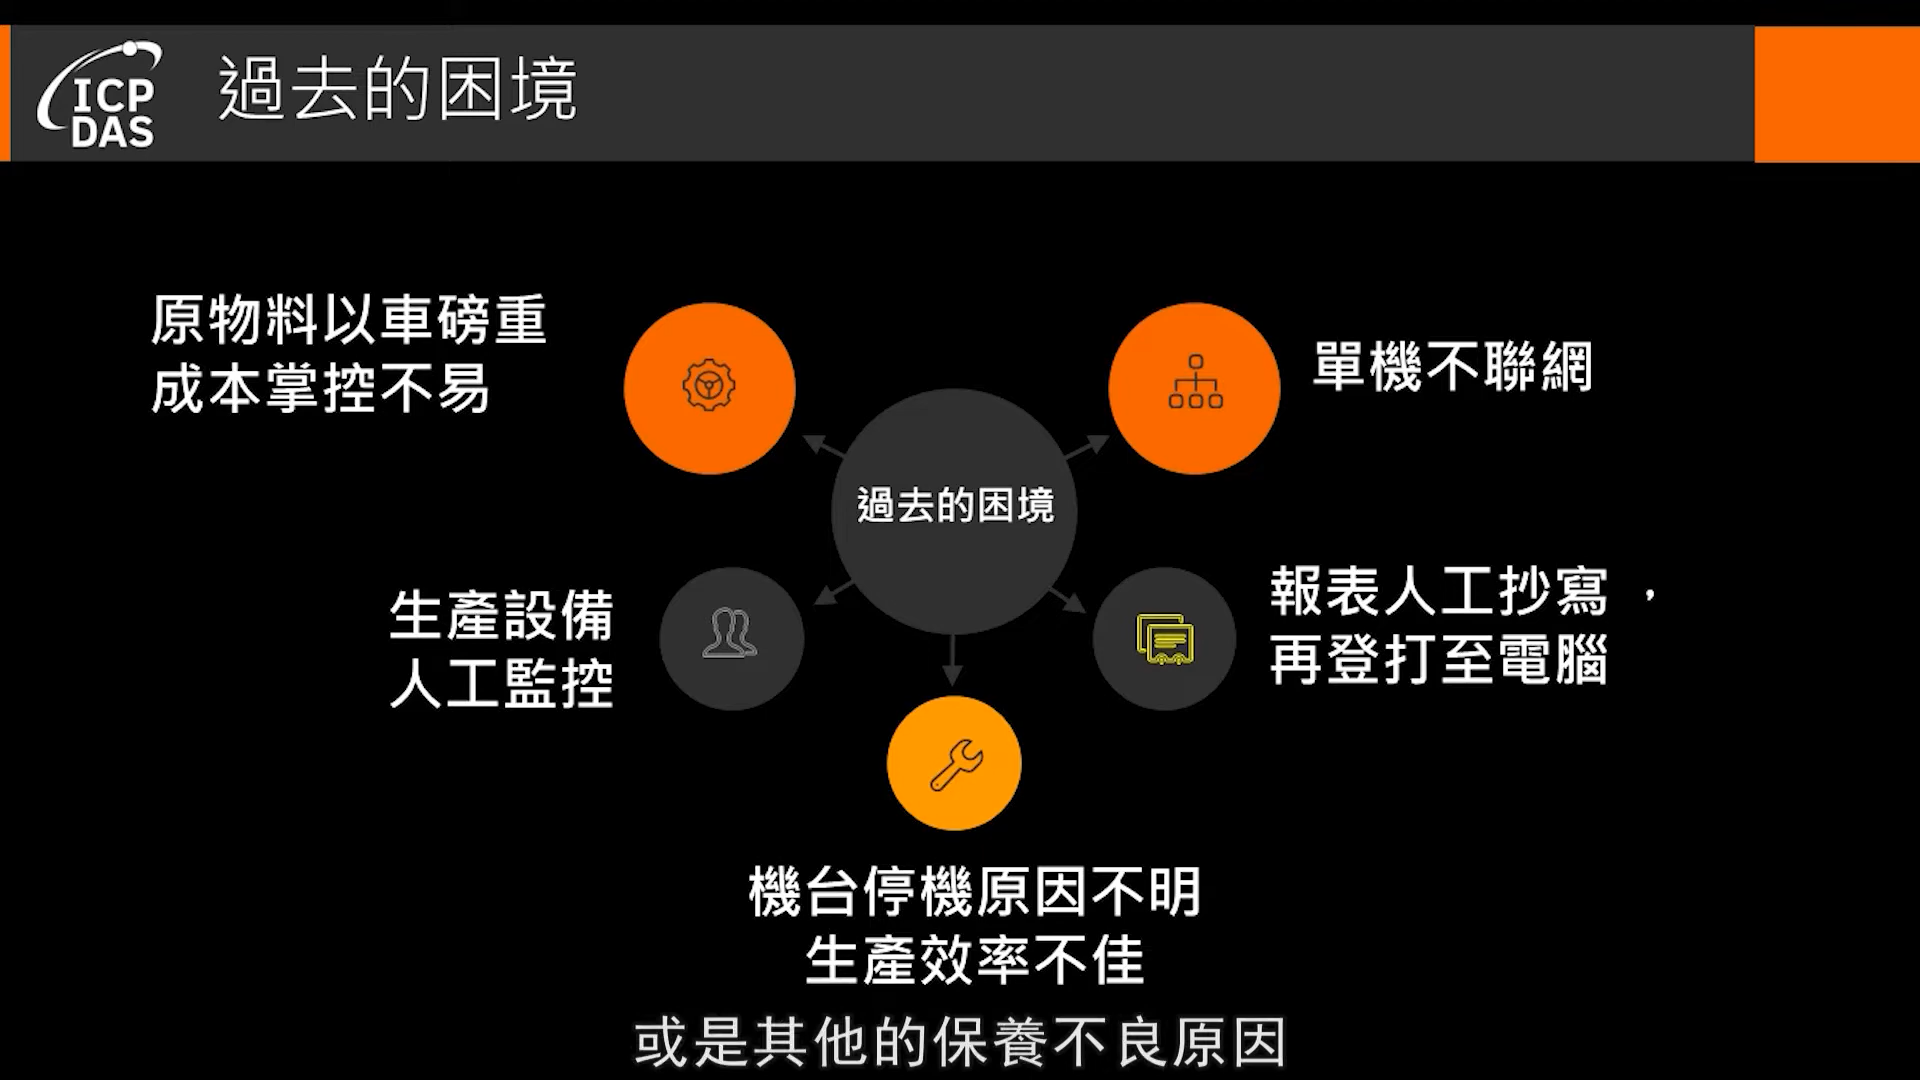 ICP
DAS
過去的困境
原物料以車磅重
成本掌控不易
單機不聯網
過去的困境
生產設備
人工監控
報表人工抄寫，
再登打至電腦
機台停機原因不明
生產效率不佳
或是其他的保養不良原因